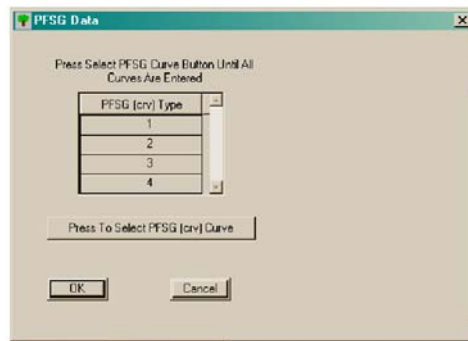 PFSG Data
Press Select PFSG Curve Button Until All
Curves Are Entered
PFSG (crv) Type
1
2
3
4
Press To Select PFSG (crv) Curve
OK
Cancel